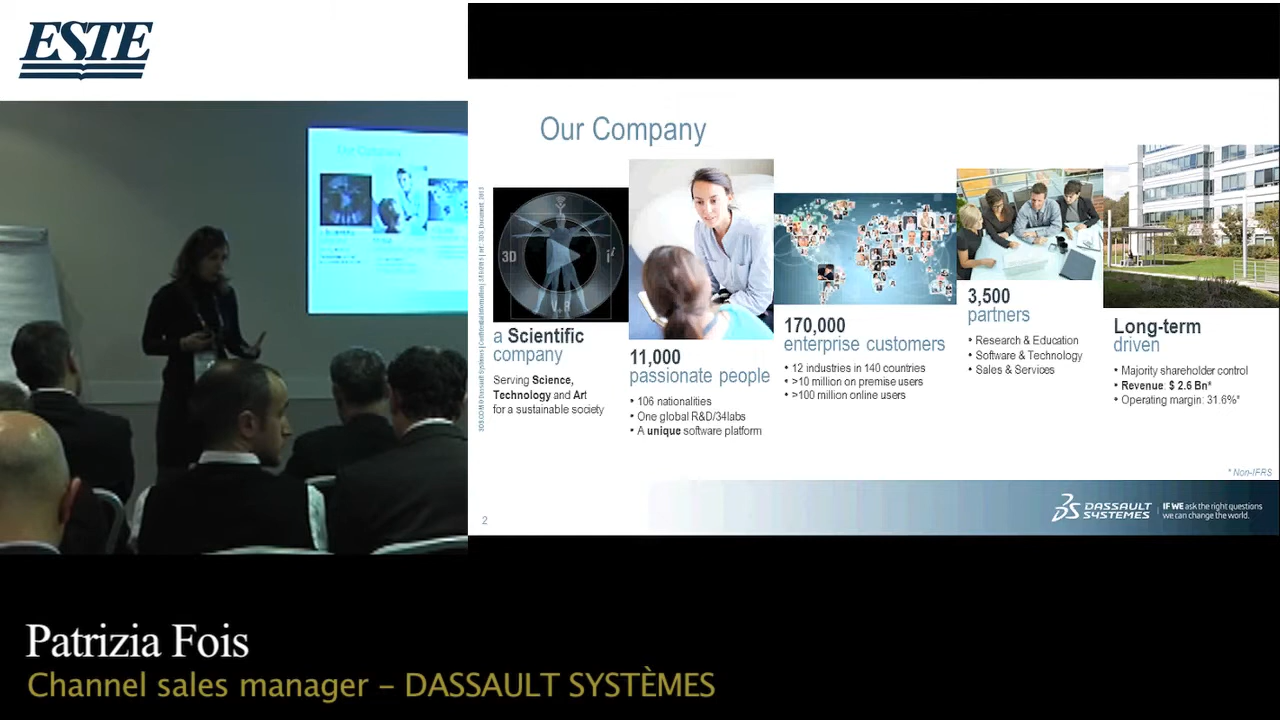 ESTE
Our Company
3D
a Scientific
company
Serving Science,
Technology and Art
for a sustainable society
11,000
passionate people
• 106 nationalities
• One global R&D/34labs
• A unique software platform
170,000
enterprise customers
• 12 industries in 140 countries
• >10 million on premise users
• >100 million online users
3,500
partners
• Research & Education
• Software & Technology
• Sales & Services
Long-term
driven
• Majority shareholder control
• Revenue: $ 2.6 Bn*
• Operating margin: 31.6%*
* Non-IFRS
2
DASSAULT
SYSTEMES
IF WE ask the right questions
we can change the world.
Patrizia Fois
Channel sales manager – DASSAULT SYSTÈMES